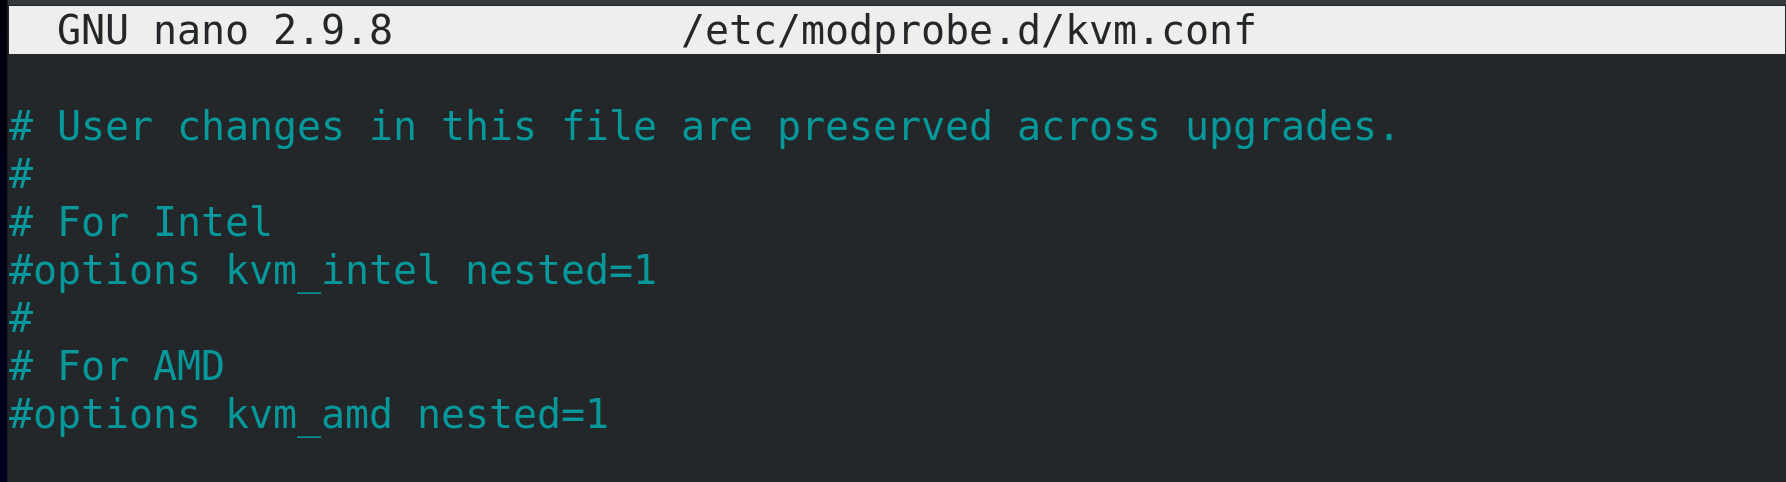 GNU nano 2.9.8 /etc/modprobe.d/kvm.conf
# User changes in this file are preserved across upgrades.
#
# For Intel
#options kvm_intel nested=1
#
# For AMD
#options kvm_amd nested=1